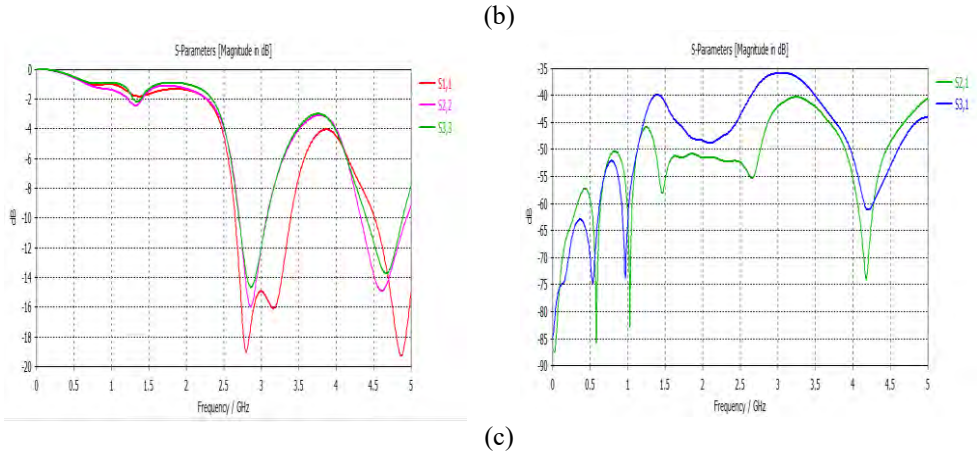 (b)
S-Parameters [Magnitude in dB]
0
-2
-4
-6
-8
-10
-12
-14
-16
-18
-20
dB
0 0.5 1 1.5 2 2.5 3 3.5 4 4.5 5
Frequency / GHz
S1,1
S2,2
S3,3
S-Parameters [Magnitude in dB]
-35
-40
-45
-50
-55
-60
-65
-70
-75
-80
-85
-90
dB
0 0.5 1 1.5 2 2.5 3 3.5 4 4.5 5
Frequency / GHz
S2,1
S3,1
(c)